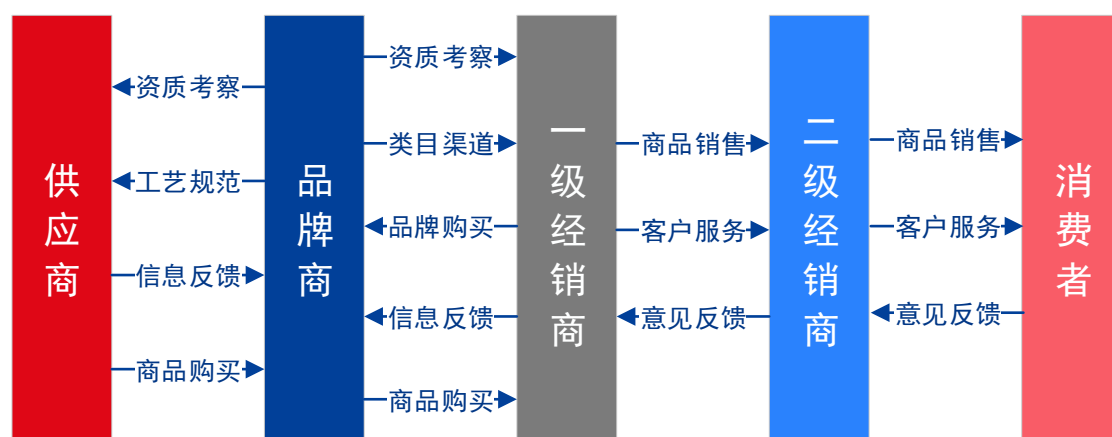 供应商
资质考察
工艺规范
信息反馈
商品购买
品牌商
资质考察
类目渠道
品牌购买
信息反馈
商品购买
一级经销商
商品销售
客户服务
意见反馈
二级经销商
商品销售
客户服务
意见反馈
消费者